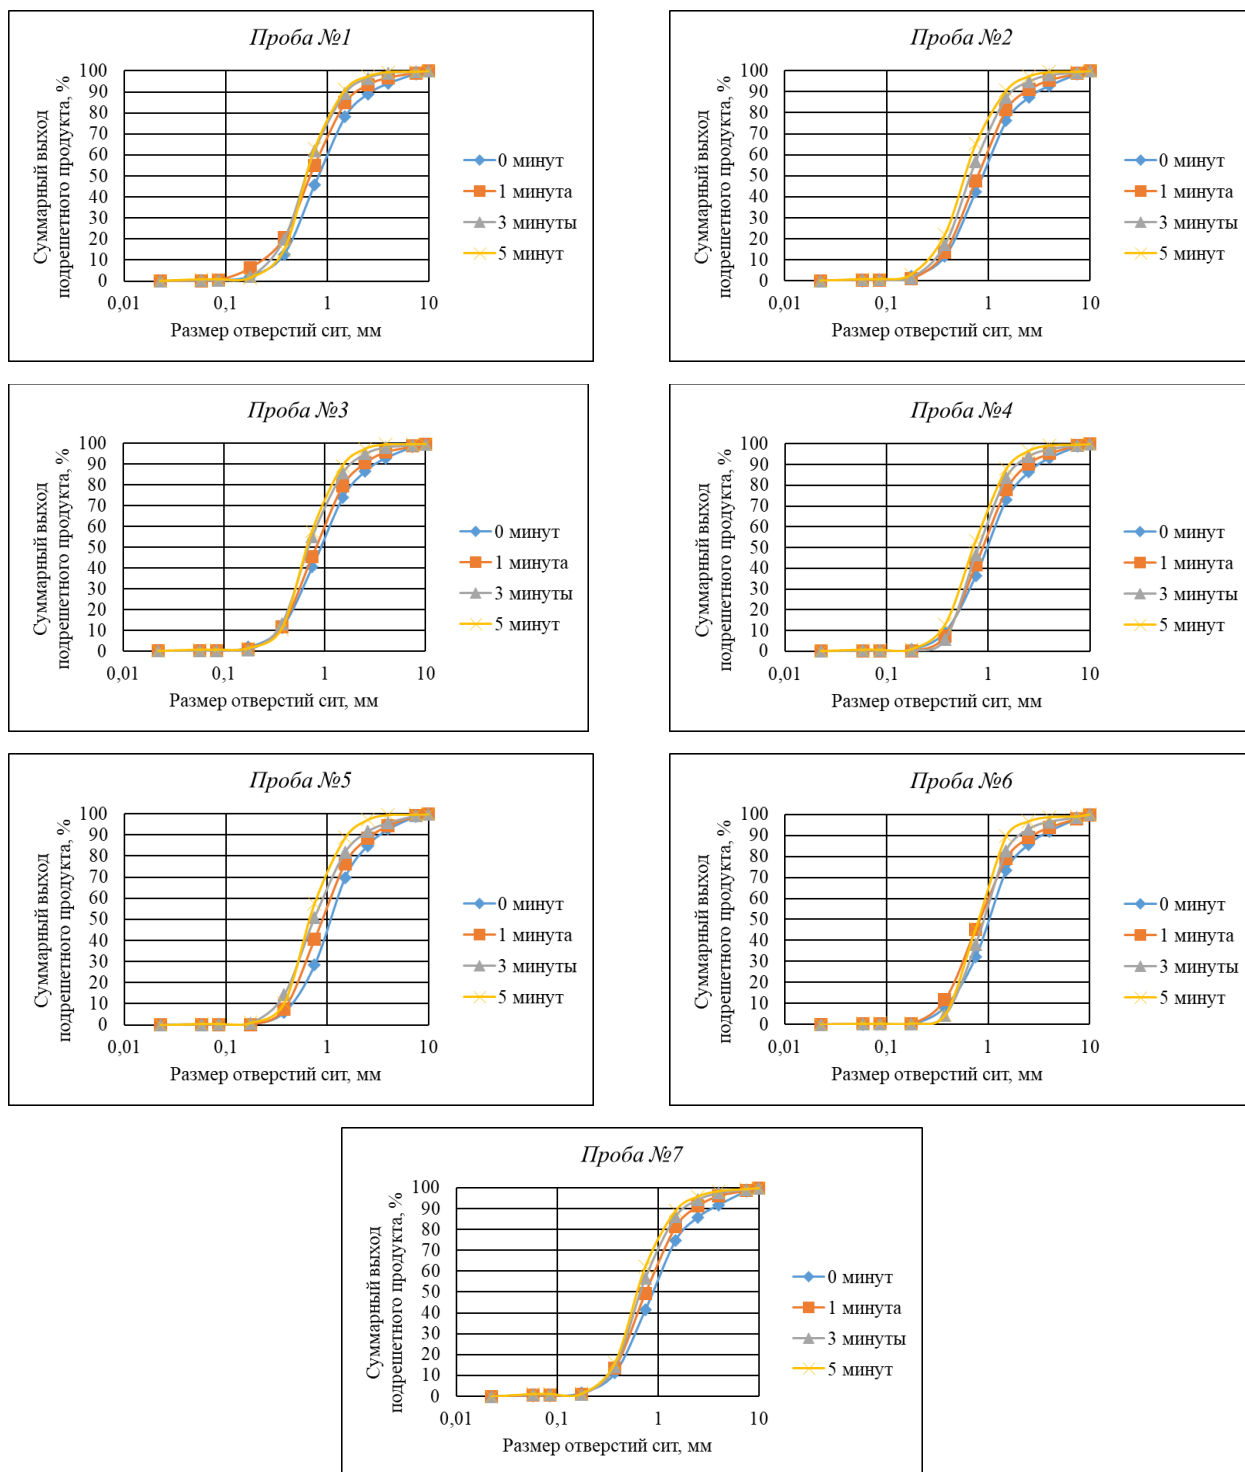 Проба №1
Суммарный выход
подрешетного продукта, %
100
90
80
70
60
50
40
30
20
10
0
0,01
0,1
1
10
Размер отверстий сит, мм
0 минут
1 минута
3 минуты
5 минут
Проба №2
Суммарный выход
подрешетного продукта, %
100
90
80
70
60
50
40
30
20
10
0
0,01
0,1
1
10
Размер отверстий сит, мм
0 минут
1 минута
3 минуты
5 минут
Проба №3
Суммарный выход
подрешетного продукта, %
100
90
80
70
60
50
40
30
20
10
0
0,01
0,1
1
10
Размер отверстий сит, мм
0 минут
1 минута
3 минуты
5 минут
Проба №4
Суммарный выход
подрешетного продукта, %
100
90
80
70
60
50
40
30
20
10
0
0,01
0,1
1
10
Размер отверстий сит, мм
0 минут
1 минута
3 минуты
5 минут
Проба №5
Суммарный выход
подрешетного продукта, %
100
90
80
70
60
50
40
30
20
10
0
0,01
0,1
1
10
Размер отверстий сит, мм
0 минут
1 минута
3 минуты
5 минут
Проба №6
Суммарный выход
подрешетного продукта, %
100
90
80
70
60
50
40
30
20
10
0
0,01
0,1
1
10
Размер отверстий сит, мм
0 минут
1 минута
3 минуты
5 минут
Проба №7
Суммарный выход
подрешетного продукта, %
100
90
80
70
60
50
40
30
20
10
0
0,01
0,1
1
10
Размер отверстий сит, мм
0 минут
1 минута
3 минуты
5 минут